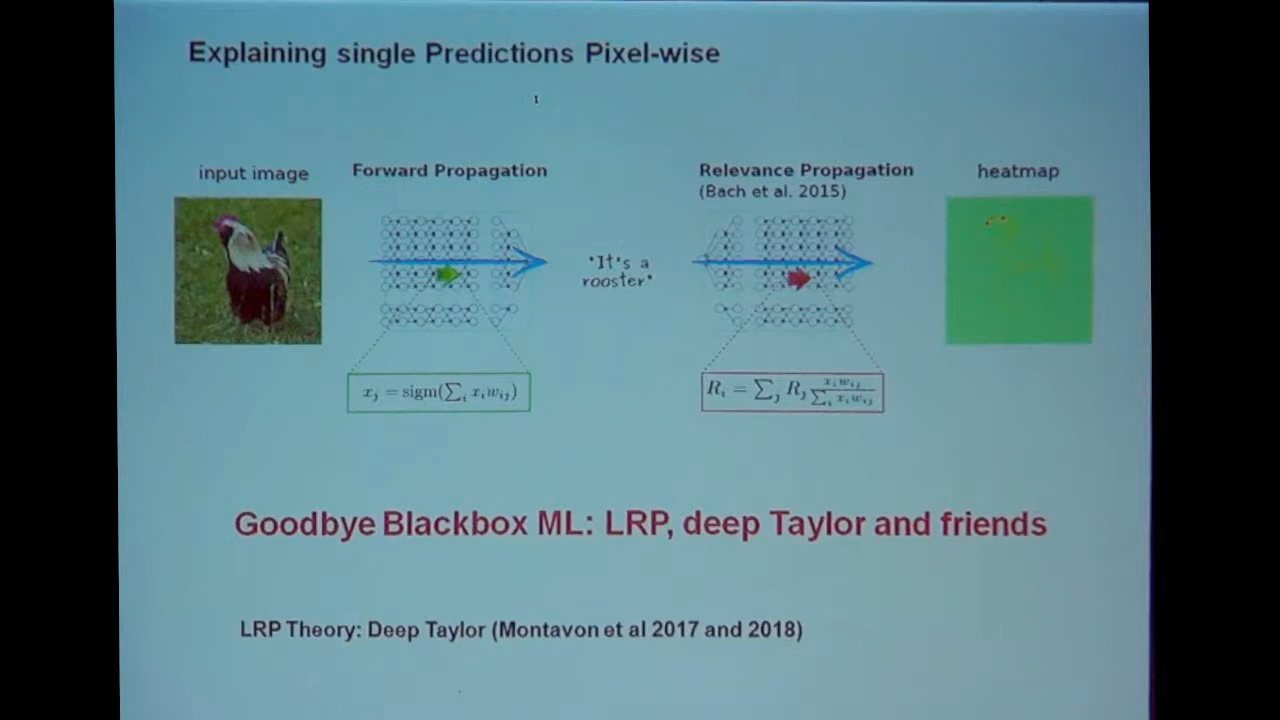 Explaining single Predictions Pixel-wise
input image
Forward Propagation
Relevance Propagation
(Bach et al. 2015)
heatmap
"It's a
rooster"
x_j = sigm(∑_i x_i w_ij)
R_i = ∑_j R_j x_i w_ij / ∑_i x_i w_ij
Goodbye Blackbox ML: LRP, deep Taylor and friends
LRP Theory: Deep Taylor (Montavon et al 2017 and 2018)